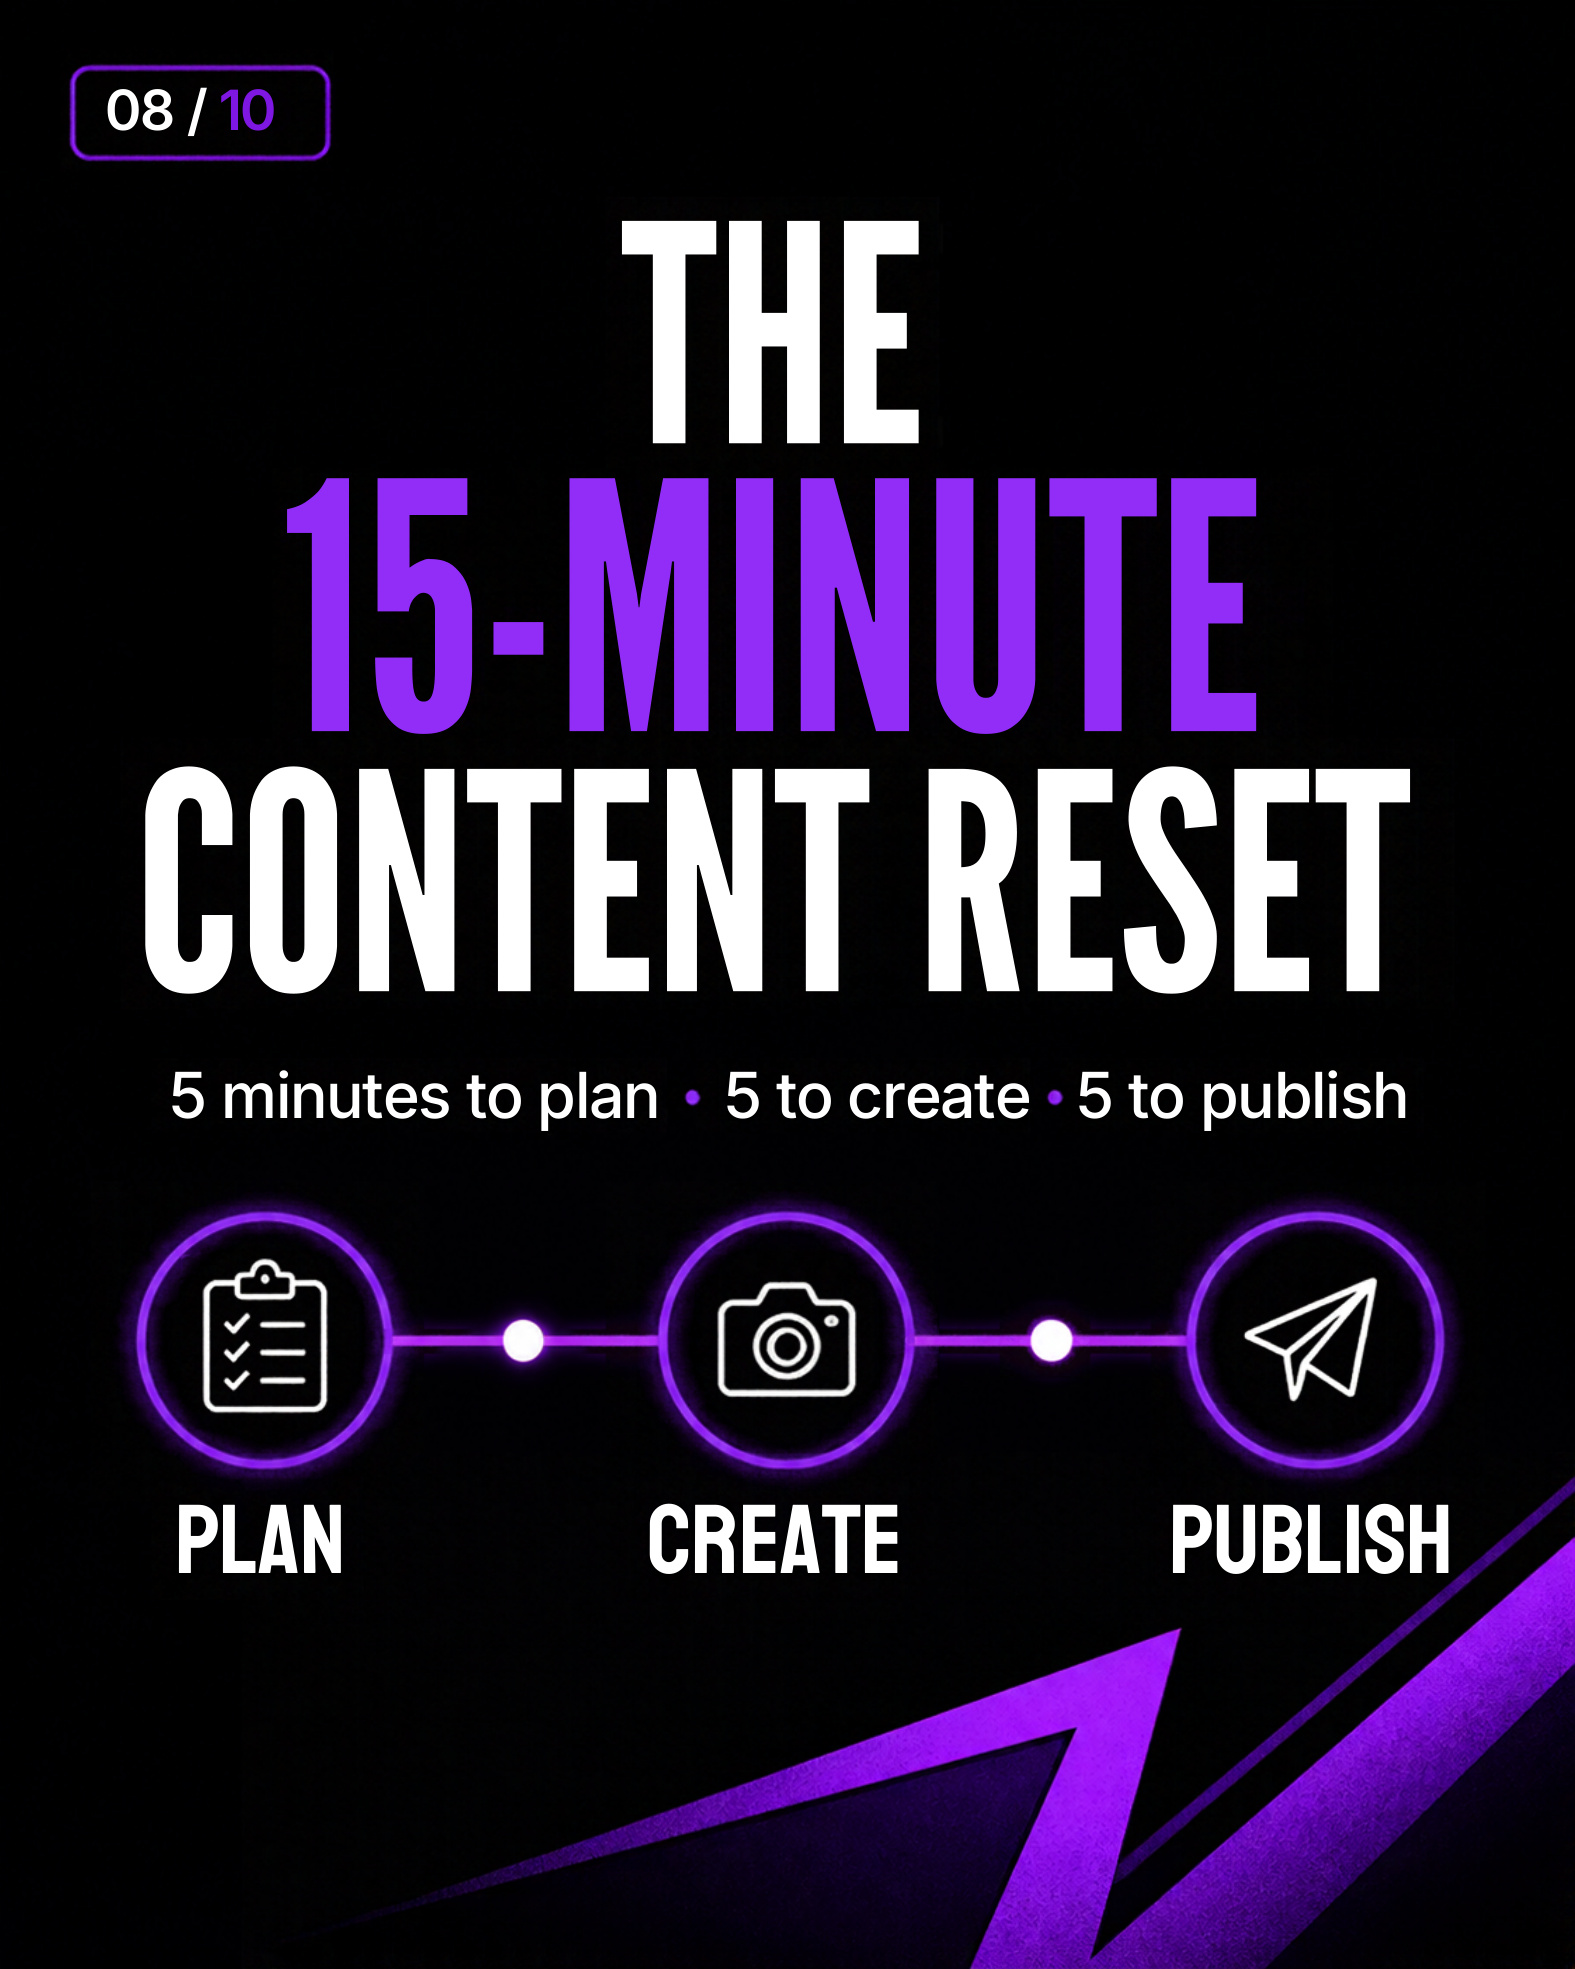 08 / 10
THE
15-MINUTE
CONTENT RESET
5 minutes to plan • 5 to create • 5 to publish
PLAN
CREATE
PUBLISH